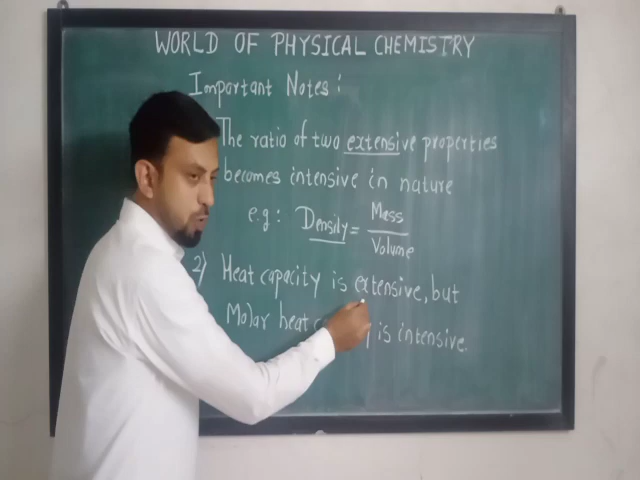 WORLD OF PHYSICAL CHEMISTRY
Important Notes:
The ratio of two extensive properties
becomes intensive in nature
e.g: Density = Mass
Volume
2) Heat capacity is extensive, but
Molar heat is intensive.